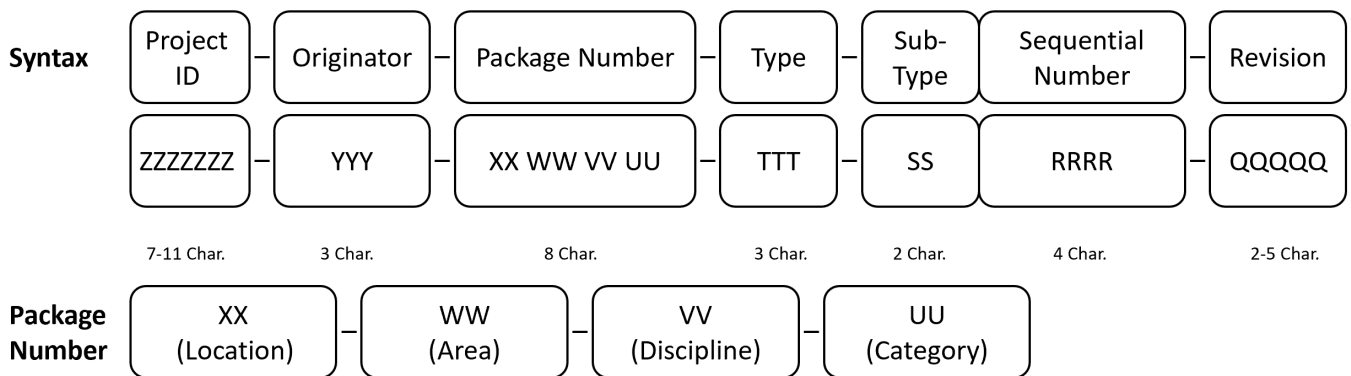 Syntax
Project ID – Originator – Package Number – Type – Sub-Type Sequential Number – Revision
ZZZZZZZ – YYY – XX WW VV UU – TTT – SS RRRR – QQQQQ
7-11 Char. 3 Char. 8 Char. 3 Char. 2 Char. 4 Char. 2-5 Char.
Package Number
XX (Location) – WW (Area) – VV (Discipline) – UU (Category)